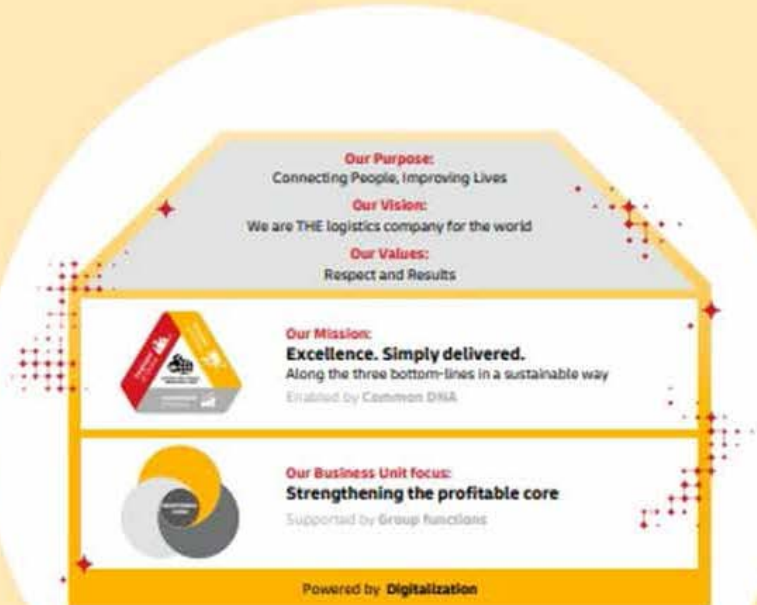 Our Purpose:
Connecting People, Improving Lives
Our Vision:
We are THE logistics company for the world
Our Values:
Respect and Results
Our Mission:
Excellence. Simply delivered.
Along the three bottom-lines in a sustainable way
Enabled by Common DNA
Our Business Unit focus:
Strengthening the profitable core
Supported by Group functions
Powered by Digitalization